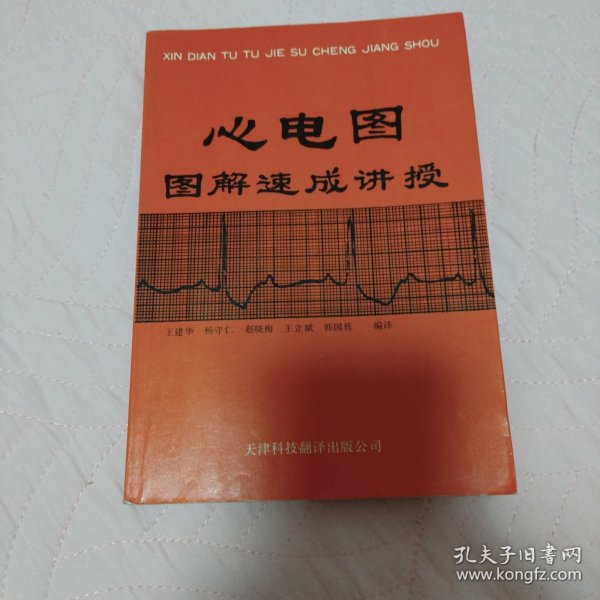 XIN DIAN TU TU JIE SU CHENG JIANG SHOU
心电图
图解速成讲授
王建华 杨守仁 赵晓梅 王立斌 韩国栋 编译
天津科技翻译出版公司
孔夫子旧书网
www.kongfz.com